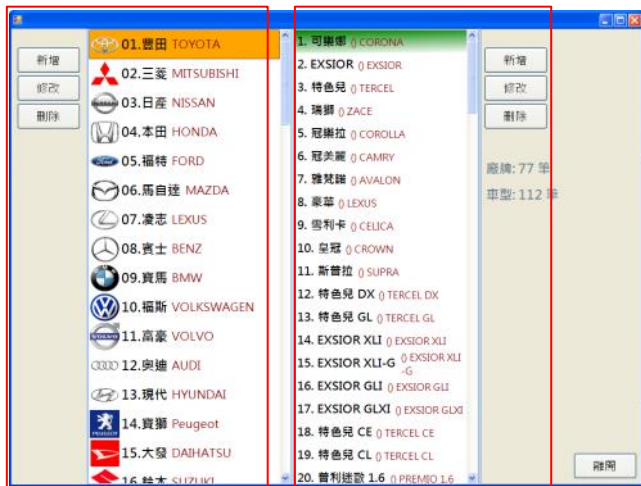 新增
修改
刪除
01.豐田 TOYOTA
02.三菱 MITSUBISHI
03.日產 NISSAN
04.本田 HONDA
05.福特 FORD
06.馬自達 MAZDA
07.凌志 LEXUS
08.賓士 BENZ
09.寶馬 BMW
10.福斯 VOLKSWAGEN
11.高豪 VOLVO
12.奧迪 AUDI
13.現代 HYUNDAI
14.寶獅 Peugeot
15.大發 DAIHATSU
16.鈴木 SUZUKI
1. 可樂娜 () CORONA
2. EXSIOR () EXSIOR
3. 特色兒 () TERCEL
4. 瑞獅 () ZACE
5. 冠樂拉 () COROLLA
6. 冠美麗 () CAMRY
7. 雅梵諾 () AVALON
8. 豪華 () LEXUS
9. 雪利卡 () CELICA
10. 皇冠 () CROWN
11. 斯普拉 () SUPRA
12. 特色兒 DX () TERCEL DX
13. 特色兒 GL () TERCEL GL
14. EXSIOR XLI () EXSIOR XLI
15. EXSIOR XLI-G () EXSIOR XLI
-G
16. EXSIOR GLI () EXSIOR GLI
17. EXSIOR GLXI () EXSIOR GLXI
18. 特色兒 CE () TERCEL CE
19. 特色兒 CL () TERCEL CL
20. 普利迷歐 1.6 () PREMIO 1.6
新增
修改
刪除
廠牌: 77 筆
車型: 112 筆
離開